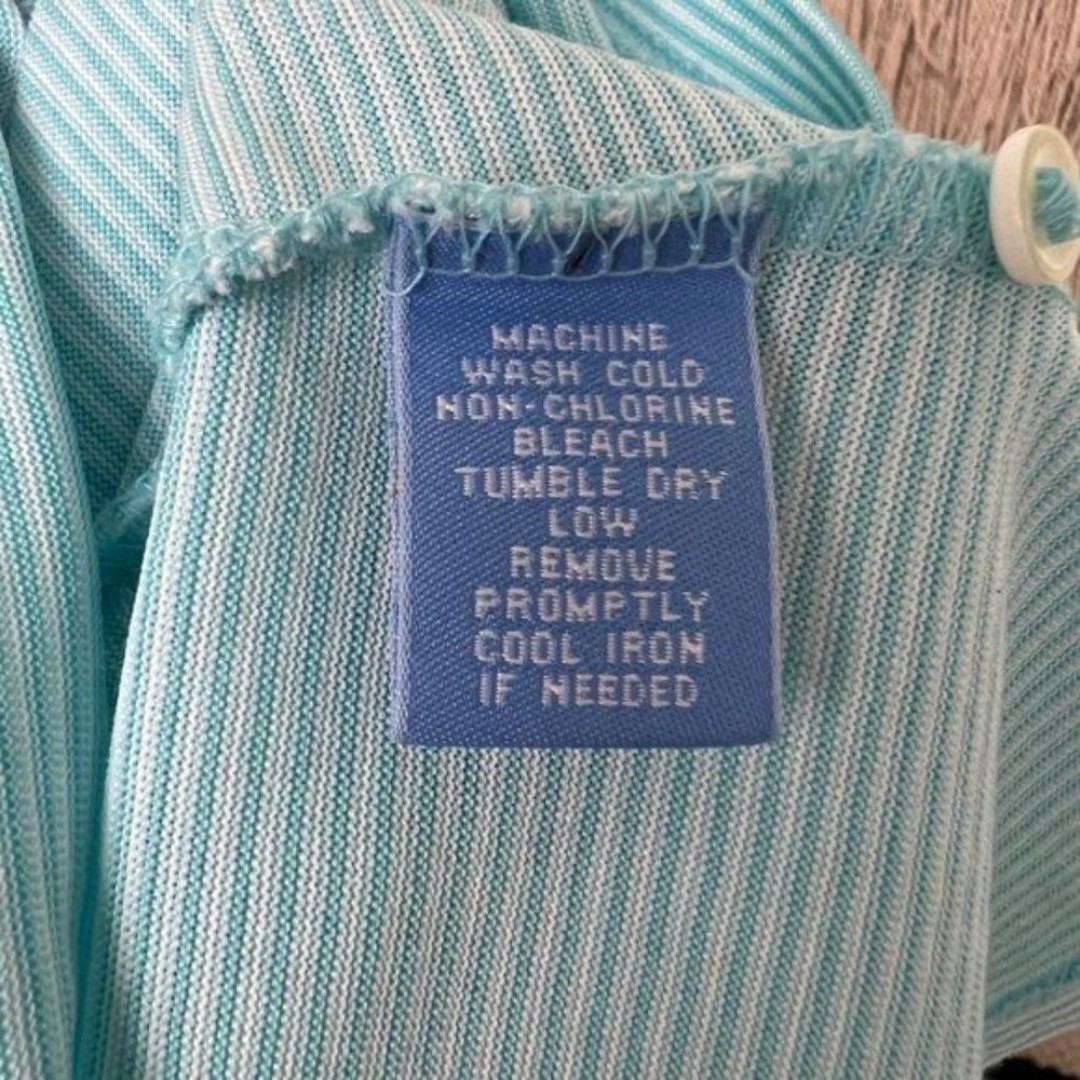 MACHINE
WASH COLD
NON-CHLORINE
BLEACH
TUMBLE DRY
LOW
REMOVE
PROMPTLY
COOL IRON
IF NEEDED